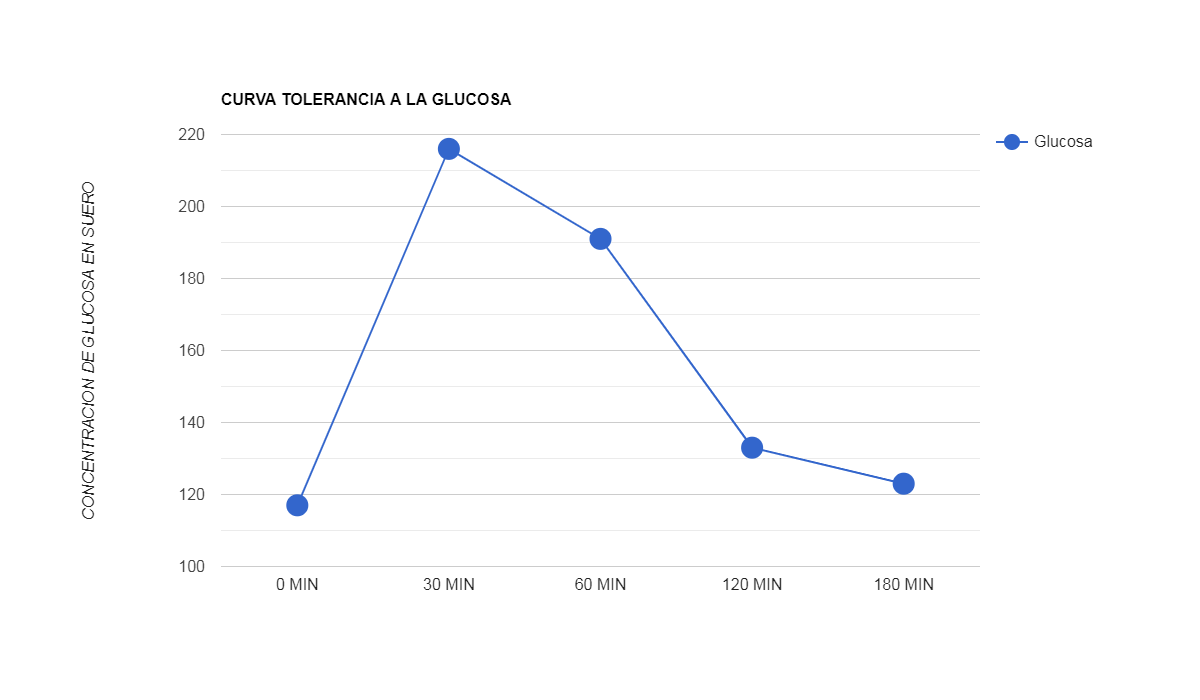 CURVA TOLERANCIA A LA GLUCOSA
Glucosa
CONCENTRACION DE GLUCOSA EN SUERO
220
200
180
160
140
120
100
0 MIN
30 MIN
60 MIN
120 MIN
180 MIN